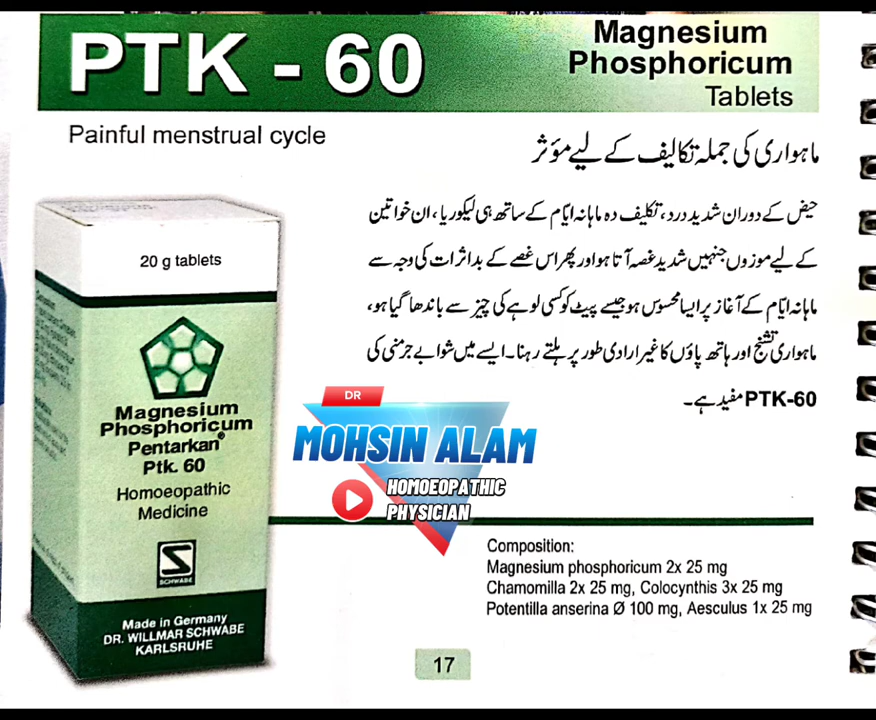 PTK - 60
Magnesium
Phosphoricum
Tablets
Painful menstrual cycle
ماہواری کی جملہ تکالیف کے لیے مؤثر
حیض کے دوران شدید درد، تکلیف دہ ماہانہ ایّام کے ساتھ ہی لیکوریا، ان خواتین
کے لیے موزوں جنہیں شدید غصہ آتا ہو اور پھر اس غصے کے بداثرات کی وجہ سے
ماہانہ ایّام کے آغاز پر ایسا محسوس ہو جیسے پیٹ کو کسی لوہے کی چیز سے باندھا گیا ہو،
ماہواری تشنج اور ہاتھ پاؤں کا غیر ارادی طور پر ہلتے رہنا۔ ایسے میں شوابے جرمنی کی
PTK-60 مفید ہے۔
20 g tablets
Magnesium
Phosphoricum
Pentarkan®
Ptk. 60
Homoeopathic
Medicine
SCHWABE
Made in Germany
DR. WILLMAR SCHWABE
KARLSRUHE
DR
MOHSIN ALAM
HOMOEOPATHIC
PHYSICIAN
Composition:
Magnesium phosphoricum 2x 25 mg
Chamomilla 2x 25 mg, Colocynthis 3x 25 mg
Potentilla anserina Ø 100 mg, Aesculus 1x 25 mg
17